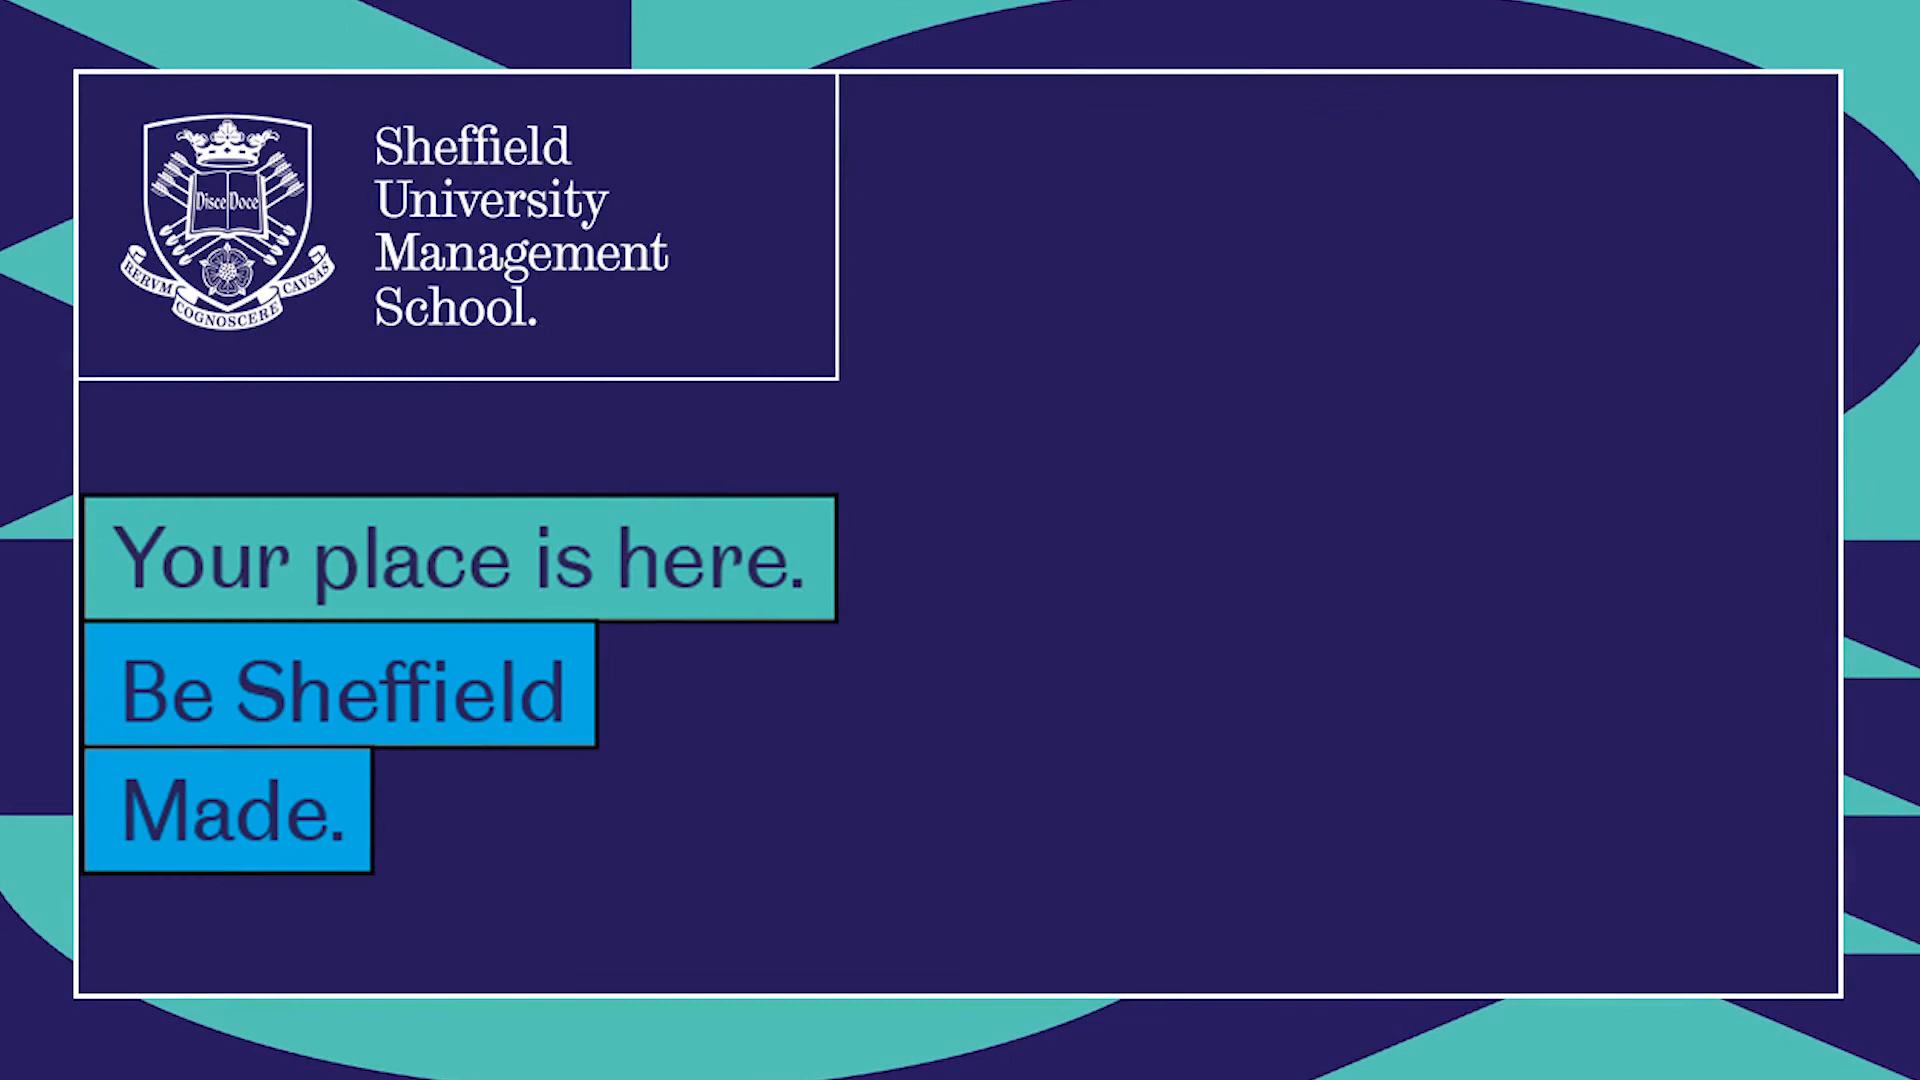 Disce Doce
RERVM
COGNOSCERE
CAVSAS
Sheffield
University
Management
School.
Your place is here.
Be Sheffield
Made.